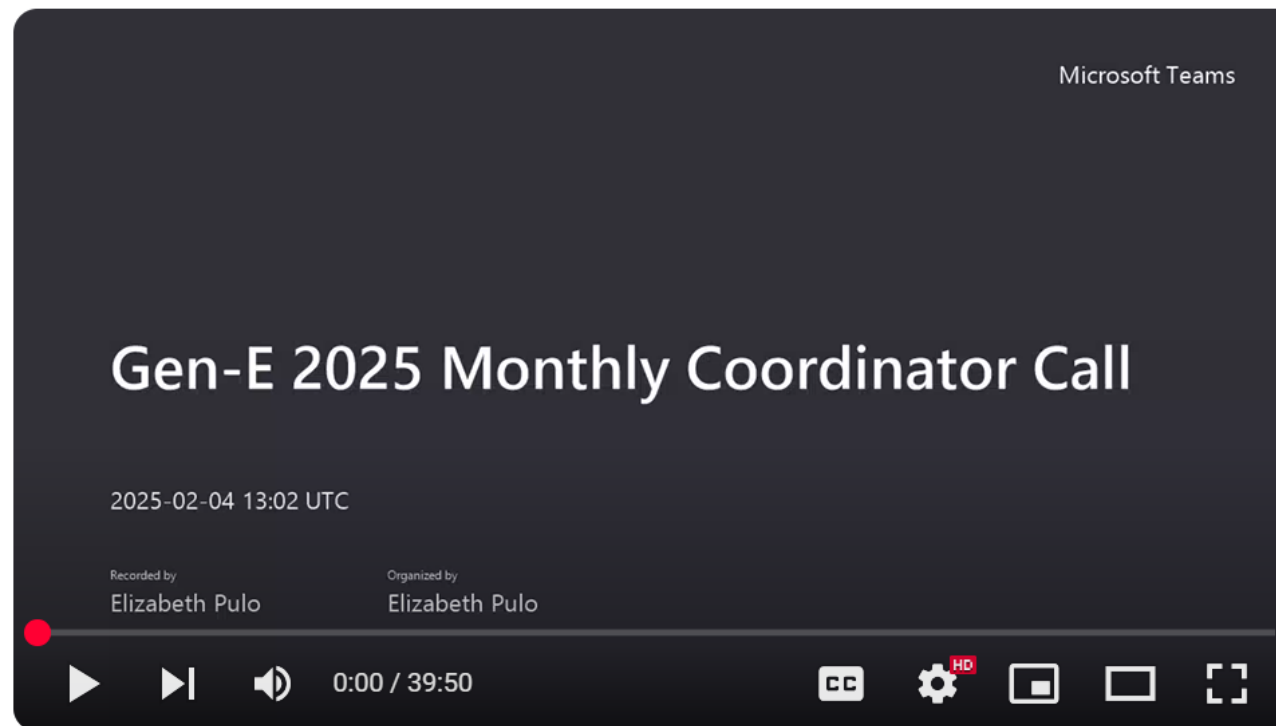 Microsoft Teams
Gen-E 2025 Monthly Coordinator Call
2025-02-04 13:02 UTC
Recorded by Organized by
Elizabeth Pulo Elizabeth Pulo
0:00 / 39:50 CC HD